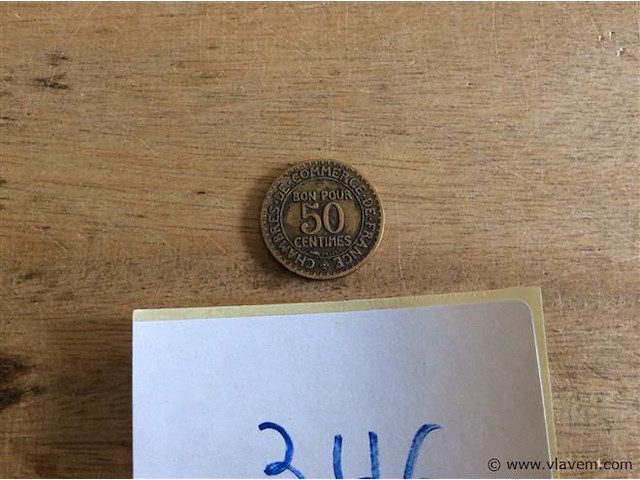 CHAMBRES·DE·COMMERCE·DE·FRANCE
BON POUR
50
CENTIMES
346
© www.vlavem.com